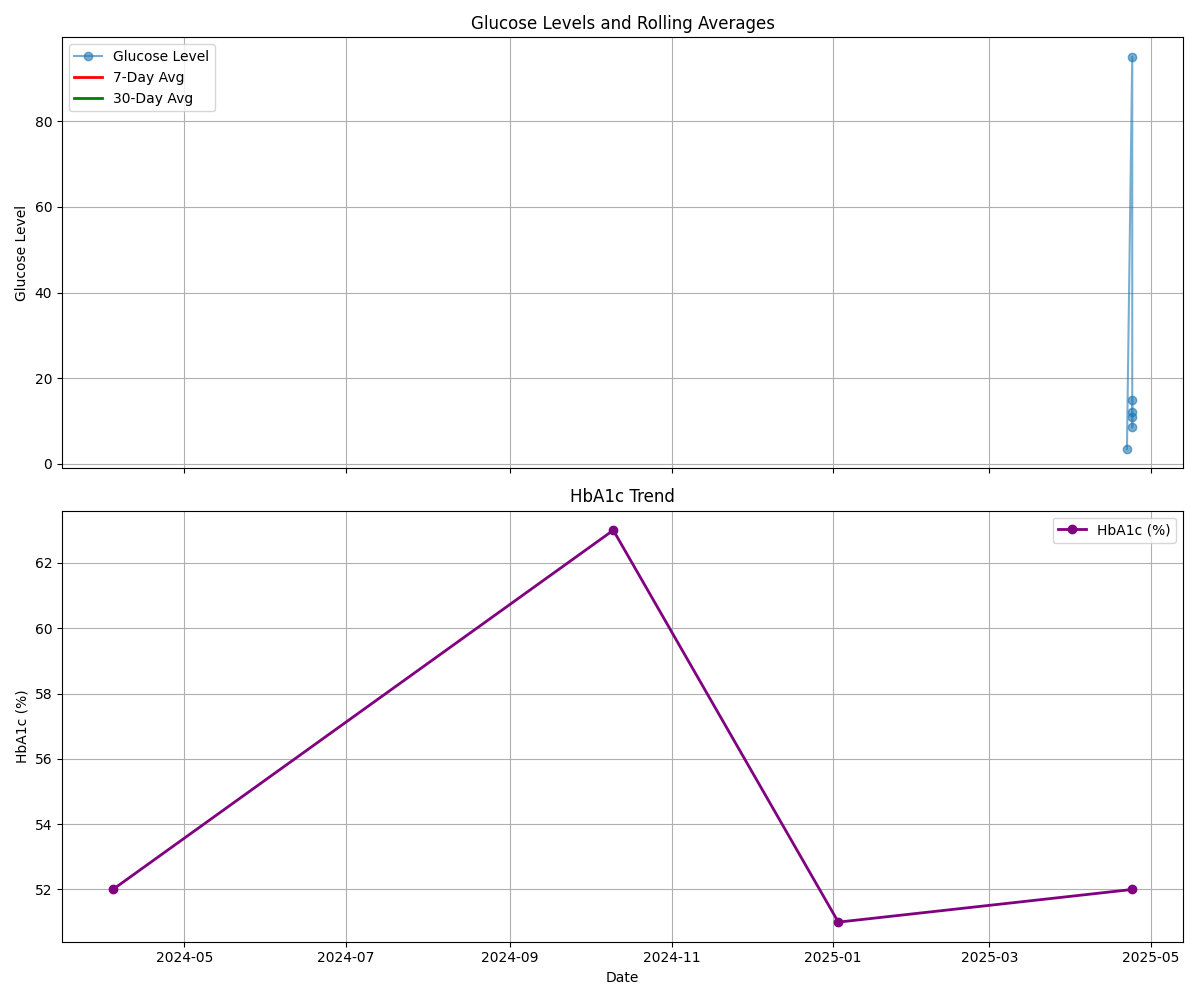 Glucose Levels and Rolling Averages
Glucose Level
7-Day Avg
30-Day Avg
Glucose Level
80
60
40
20
0
HbA1c Trend
HbA1c (%)
HbA1c (%)
62
60
58
56
54
52
2024-05 2024-07 2024-09 2024-11 2025-01 2025-03 2025-05
Date